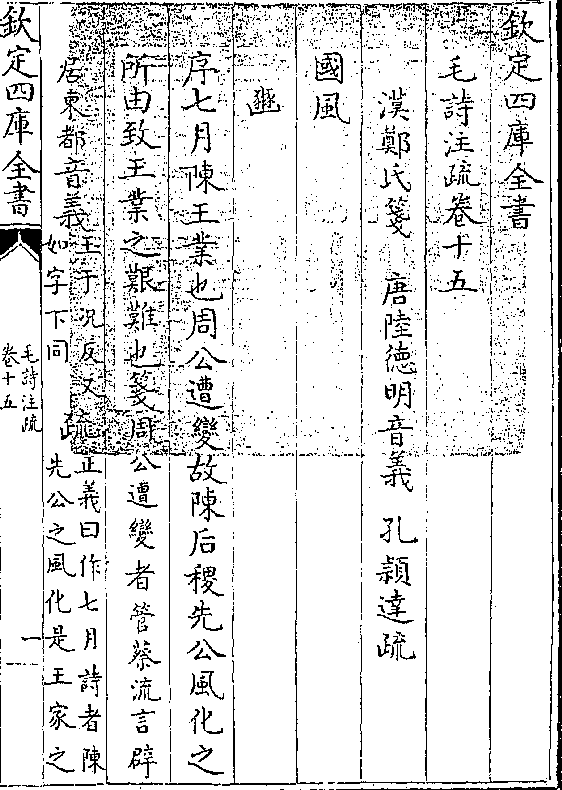 欽定四庫全書
毛詩注疏卷十五
漢鄭氏箋 唐陸德明音義 孔穎達疏
國風
豳
序七月陳王業也周公遭變故陳后稷先公風化之
所由致王業之艱難也箋周公遭變者管蔡流言辟
居東都音義王于况反又
如字下同
疏正義曰作七月詩者陳
先公之風化是王家之
欽定四庫全書
毛詩注疏
卷十五
一